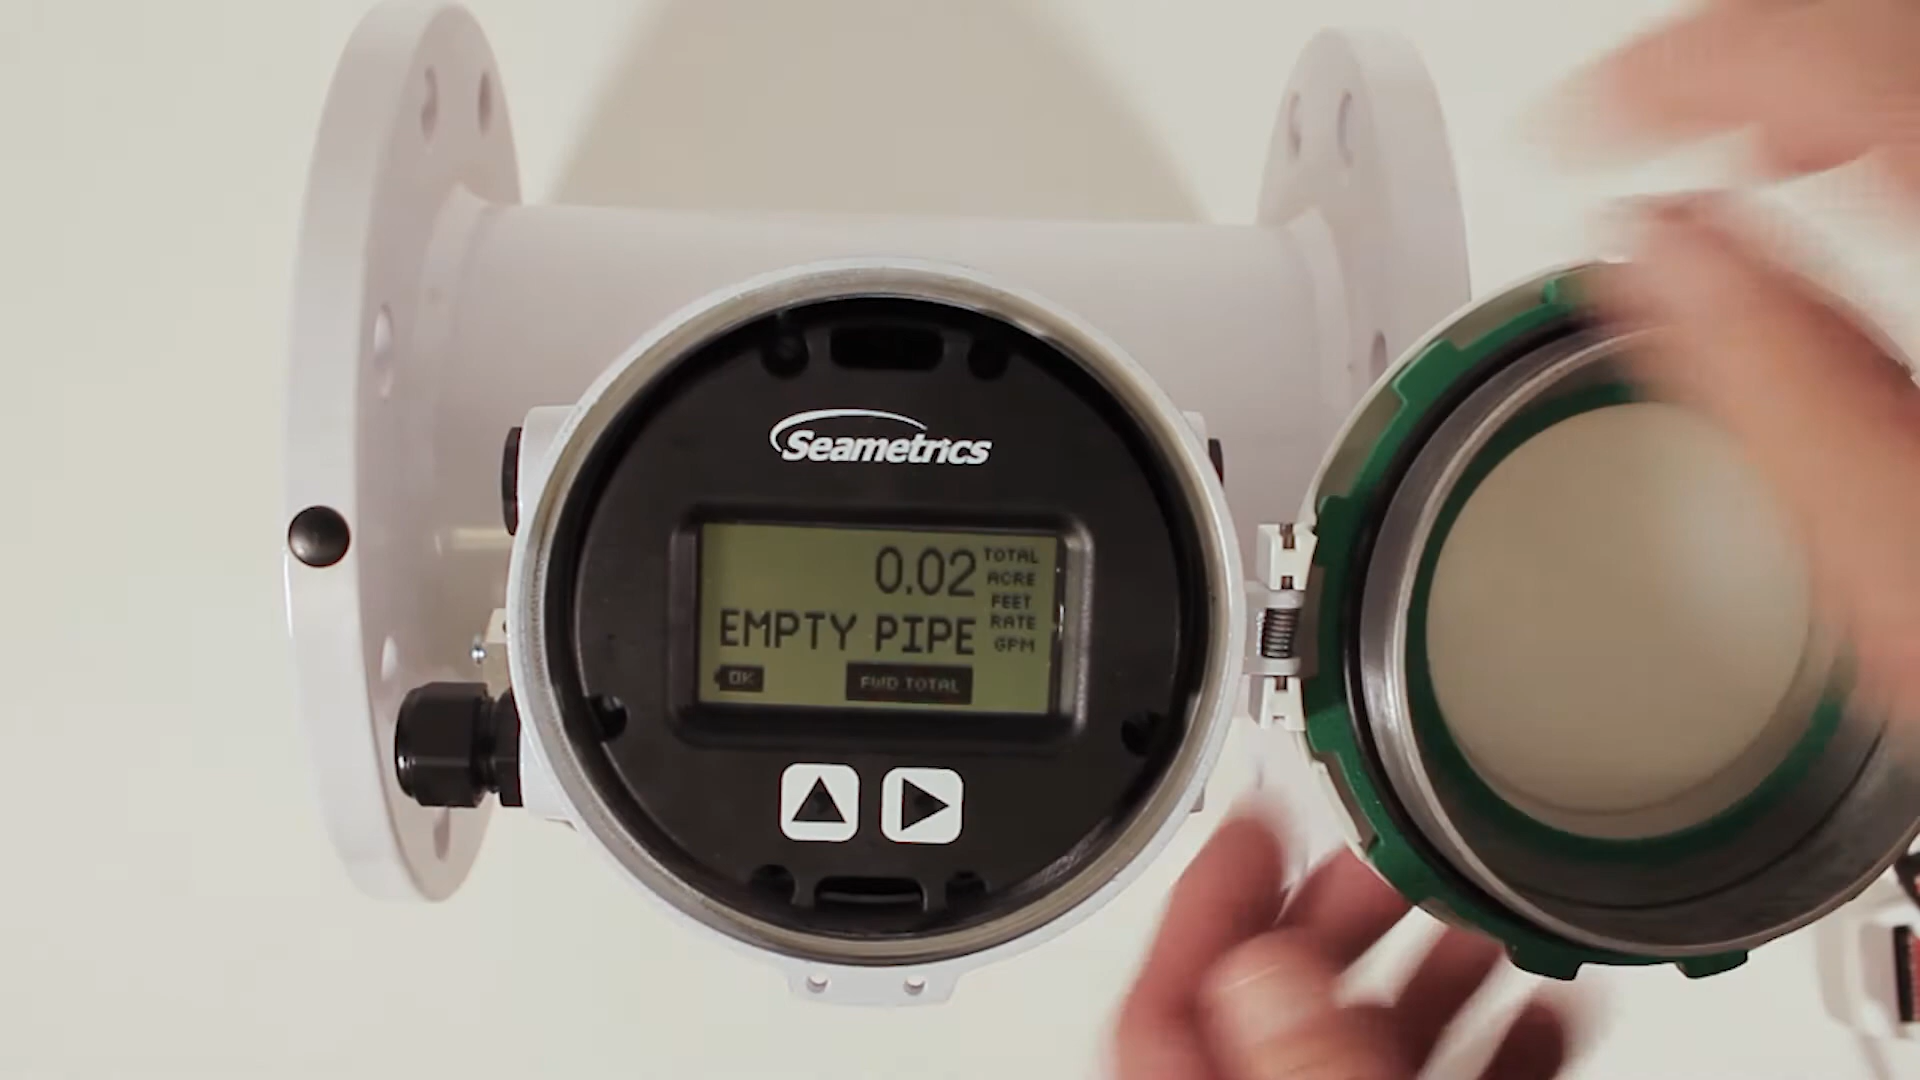 Seametrics
0.02 TOTAL
ACRE
FEET
EMPTY PIPE RATE
GPM
OK FWD TOTAL